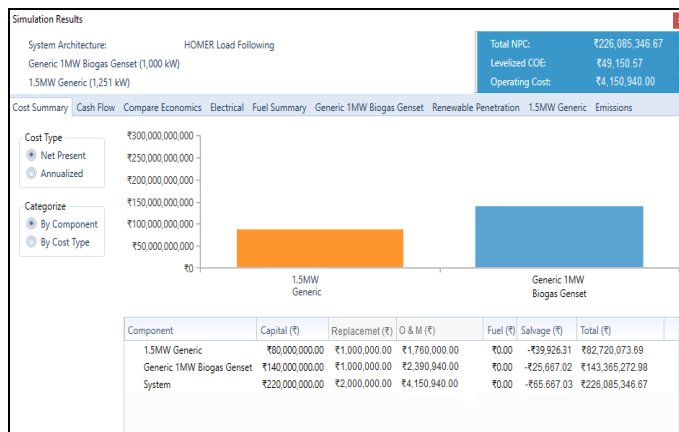 Simulation Results
System Architecture: HOMER Load Following
Generic 1MW Biogas Genset (1,000 kW)
1.5MW Generic (1,251 kW)
Total NPC: ₹226,085,346.67
Levelized COE: ₹49,150.57
Operating Cost: ₹4,150,940.00
Cost Summary Cash Flow Compare Economics Electrical Fuel Summary Generic 1MW Biogas Genset Renewable Penetration 1.5MW Generic Emissions
Cost Type
Net Present
Annualized
Categorize
By Component
By Cost Type
₹300,000,000,000
₹250,000,000,000
₹200,000,000,000
₹150,000,000,000
₹100,000,000,000
₹50,000,000,000
₹0
1.5MW
Generic
Generic 1MW
Biogas Genset
Component Capital (₹) Replacemet (₹) O & M (₹) Fuel (₹) Salvage (₹) Total (₹)
1.5MW Generic ₹80,000,000.00 ₹1,000,000.00 ₹1,760,000.00 ₹0.00 -₹39,926.31 ₹82,720,073.69
Generic 1MW Biogas Genset ₹140,000,000.00 ₹1,000,000.00 ₹2,390,940.00 ₹0.00 -₹25,667.02 ₹143,365,272.98
System ₹220,000,000.00 ₹2,000,000.00 ₹4,150,940.00 ₹0.00 -₹65.667.03 ₹226,085,346.67